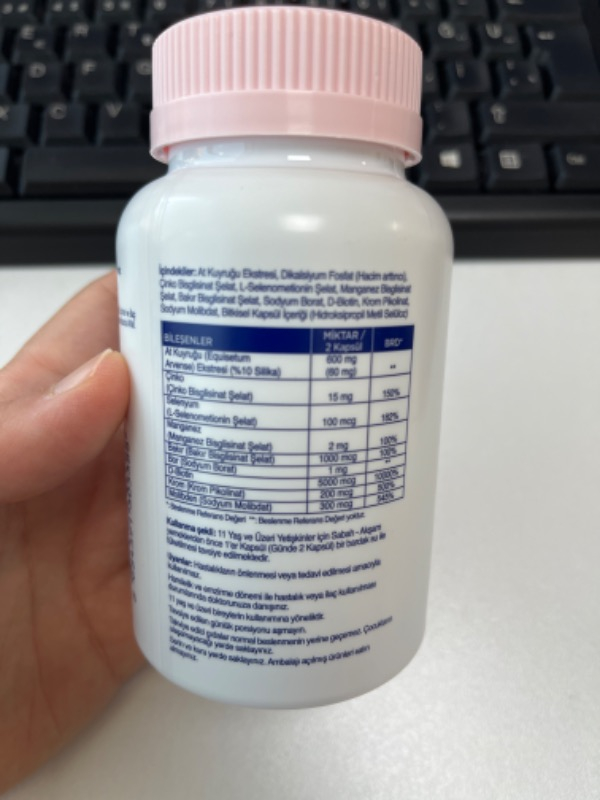 İçindekiler: At Kuyruğu Ekstresi, Dikalsiyum Fosfat (Hacim artırıcı),
Çinko Bisglisinat Şelat, L-Selenometionin Şelat, Manganez Bisglisinat
Şelat, Bakır Bisglisinat Şelat, Sodyum Borat, D-Biotin, Krom Pikolinat,
Sodyum Molibdat, Bitkisel Kapsül İçeriği (Hidroksipropil Metil Selüloz)
BİLEŞENLER MİKTAR / 2 Kapsül BRD*
At Kuyruğu (Equisetum 600 mg
Arvense) Ekstresi (%10 Silika) (60 mg) **
Çinko
(Çinko Bisglisinat Şelat) 15 mg 150%
Selenyum
(L-Selenometionin Şelat) 100 mcg 182%
Manganez
(Manganez Bisglisinat Şelat) 2 mg 100%
Bakır (Bakır Bisglisinat Şelat) 1000 mcg 100%
Bor (Sodyum Borat) 1 mg **
D-Biotin 5000 mcg 10000%
Krom (Krom Pikolinat) 200 mcg 500%
Molibden (Sodyum Molibdat) 300 mcg
*: Beslenme Referans Değeri **: Beslenme Referans Değeri yoktur.
Kullanma şekli: 11 Yaş ve Üzeri Yetişkinler için Sabah - Akşam
yemeklerden önce 1'er Kapsül (Günde 2 Kapsül) bir bardak su ile
tüketilmesi tavsiye edilmektedir.
Uyarılar: Hastalıkların önlenmesi veya tedavi edilmesi amacıyla
kullanılmaz.
Hamilelik ve emzirme dönemi ile hastalık veya ilaç kullanılması
durumlarında doktorunuza danışınız.
11 yaş ve üzeri bireylerin kullanımına yöneliktir.
Tavsiye edilen günlük porsiyonu aşmayın.
Takviye edici gıdalar normal beslenmenin yerine geçemez. Çocukların
ulaşamayacağı yerde saklayınız.
Serin ve kuru yerde saklayınız. Ambalajı açılmış ürünleri satın
almayınız.